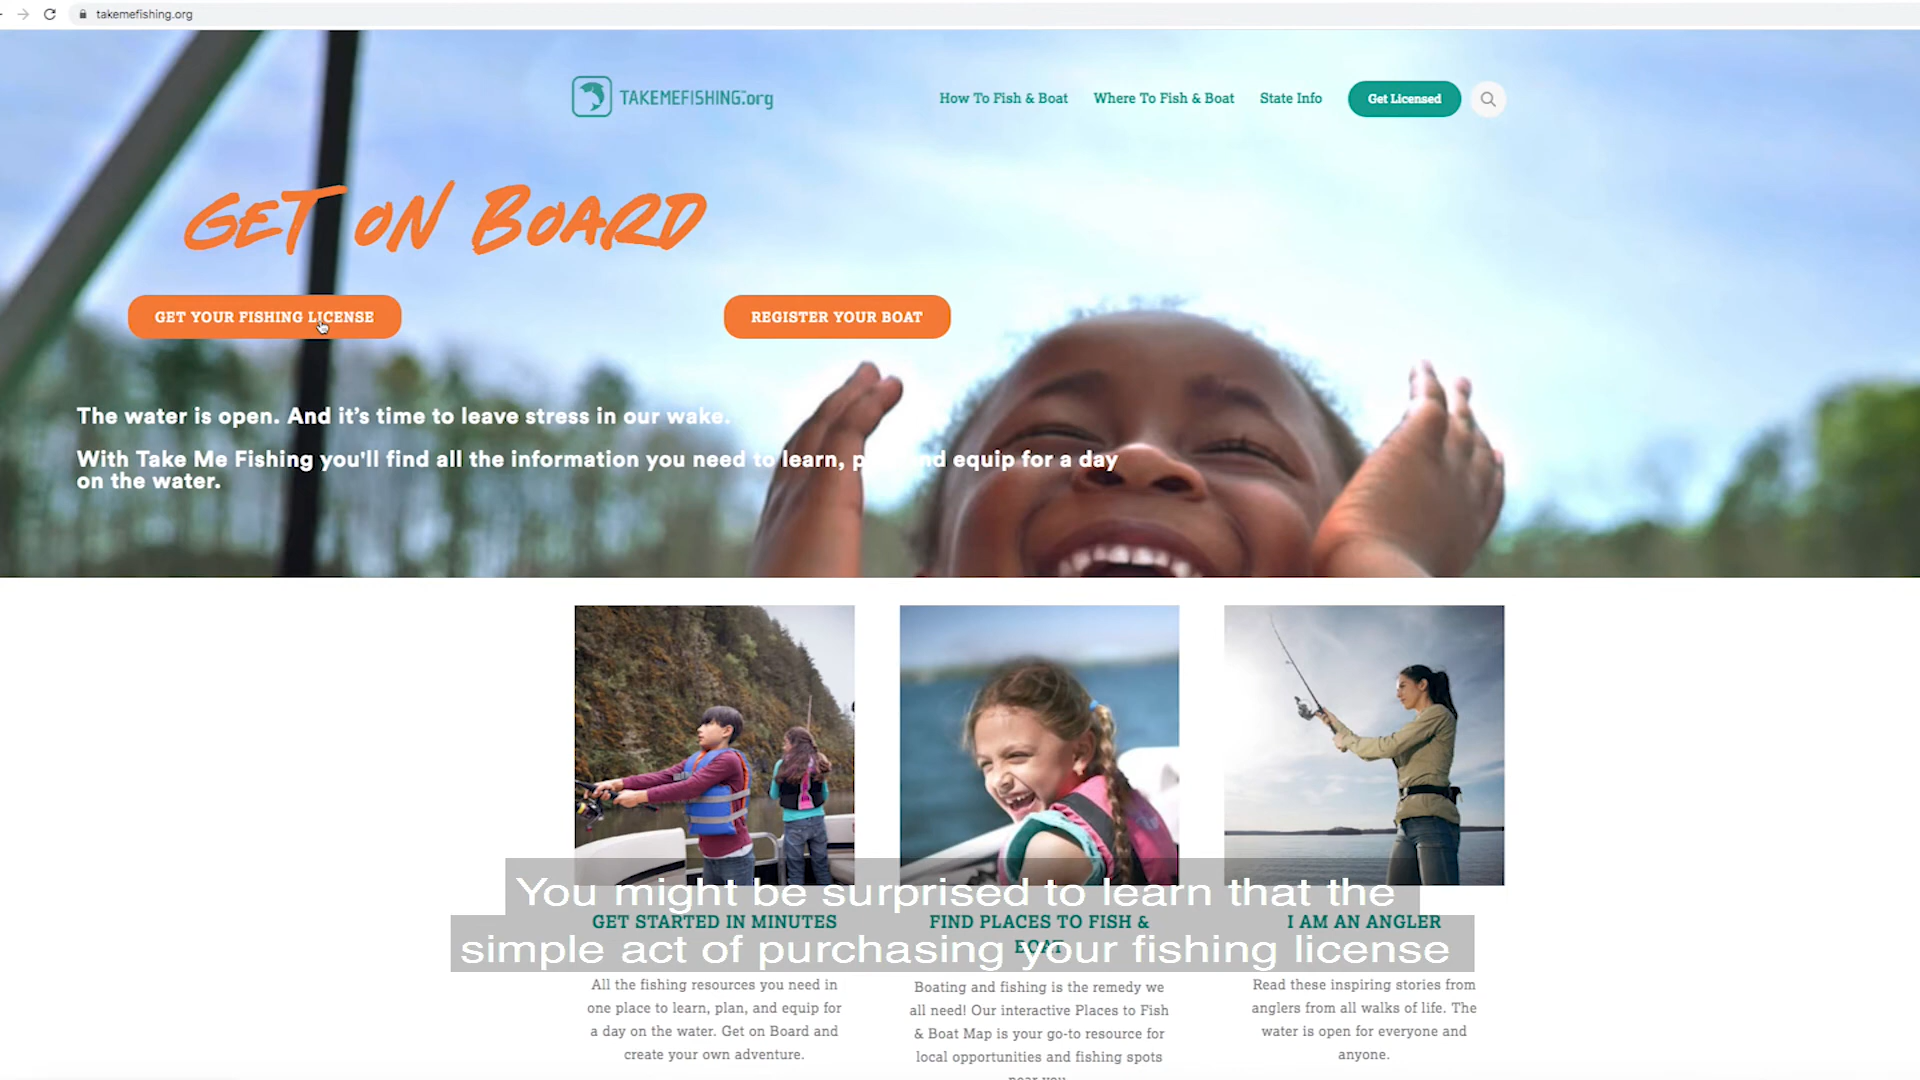 takemefishing.org
TAKEMEFISHING.org
How To Fish & Boat
Where To Fish & Boat
State Info
Get Licensed
GET ON BOARD
GET YOUR FISHING LICENSE
REGISTER YOUR BOAT
The water is open. And it's time to leave stress in our wake.
With Take Me Fishing you'll find all the information you need to learn, and equip for a day
on the water.
You might be surprised to learn that the
simple act of purchasing your fishing license
GET STARTED IN MINUTES
All the fishing resources you need in
one place to learn, plan, and equip for
a day on the water. Get on Board and
create your own adventure.
FIND PLACES TO FISH &
BOAT
Boating and fishing is the remedy we
all need! Our interactive Places to Fish
& Boat Map is your go-to resource for
local opportunities and fishing spots
near you.
I AM AN ANGLER
Read these inspiring stories from
anglers from all walks of life. The
water is open for everyone and
anyone.